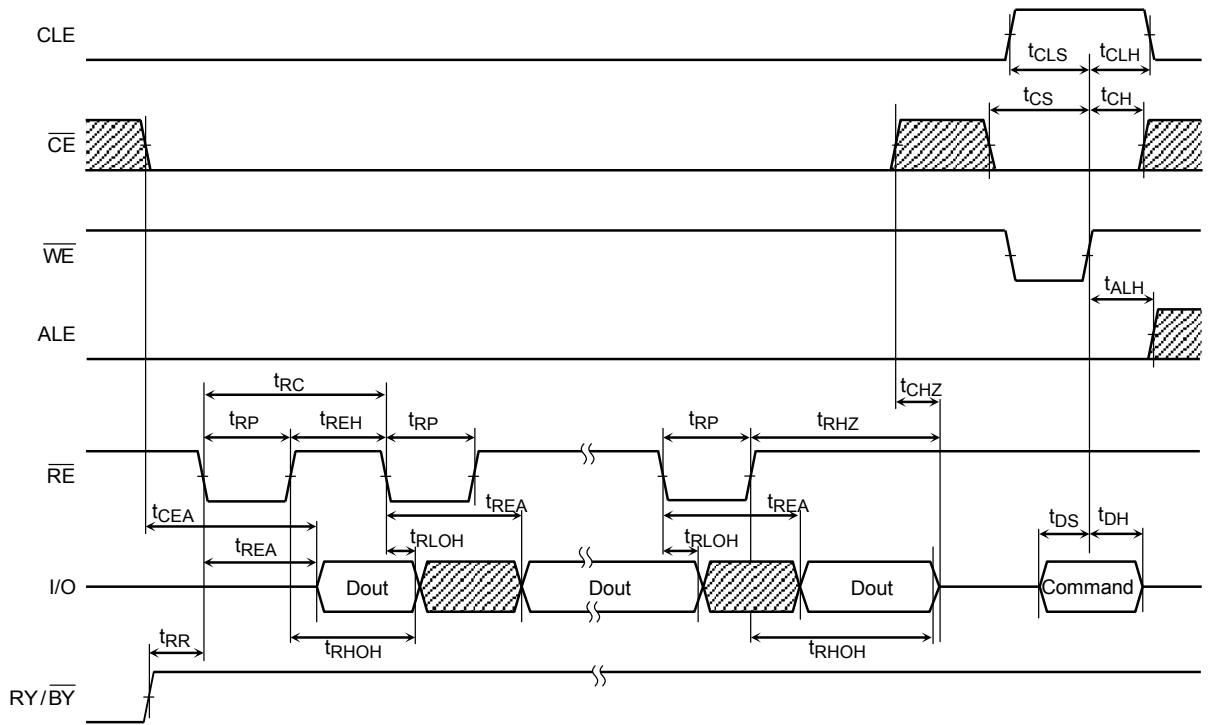 CLE
tCLS tCLH
tCS tCH
CE
WE
tALH
ALE
tRC
tCHZ
tRP tREH tRP tRP tRHZ
RE
tCEA tREA tREA tDS tDH
tREA tRLOH tRLOH
I/O Dout Dout Dout Command
tRR tRHOH tRHOH
RY/BY